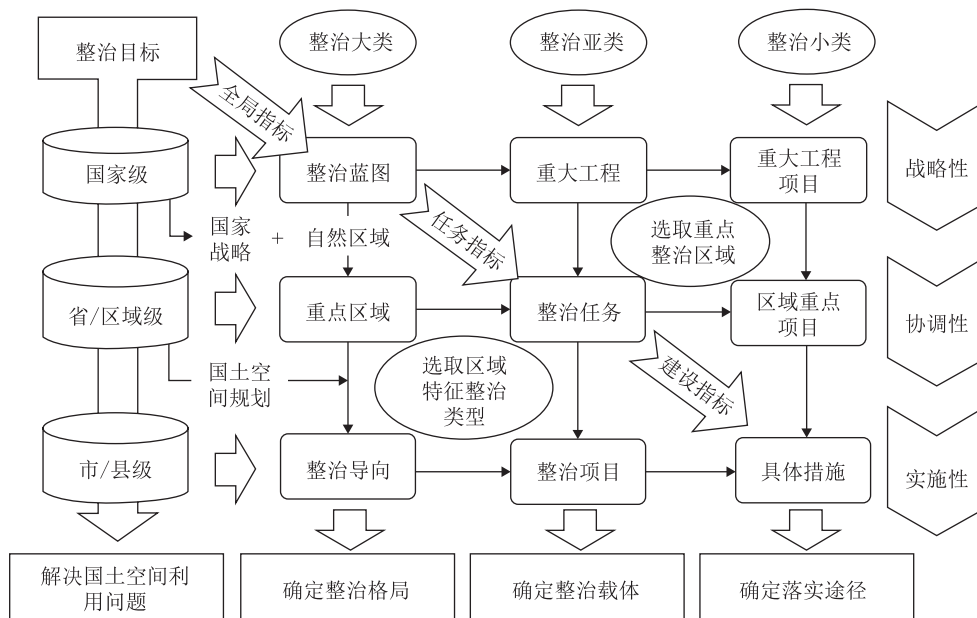 整治目标
整治大类
整治亚类
整治小类
全局指标
国家级
整治蓝图
重大工程
重大工程
项目
战略性
国家
战略
+
自然区域
任务指标
选取重点
整治区域
省/区域级
重点区域
整治任务
区域重点
项目
协调性
国土空
间规划
选取区域
特征整治
类型
建设指标
市/县级
整治导向
整治项目
具体措施
实施性
解决国土空间利
用问题
确定整治格局
确定整治载体
确定落实途径